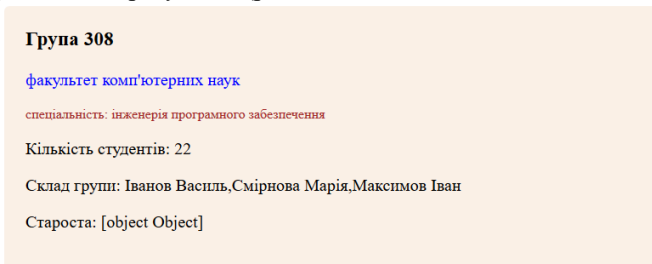 Група 308
факультет комп'ютерних наук
спеціальність: інженерія програмного забезпечення
Кількість студентів: 22
Склад групи: Іванов Василь,Смірнова Марія,Максимов Іван
Староста: [object Object]